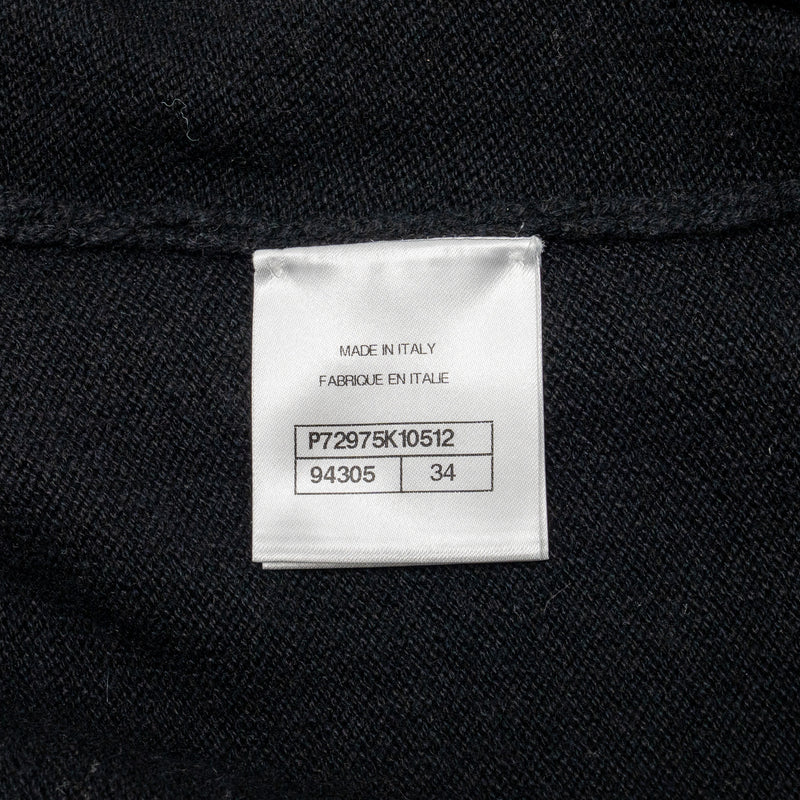 MADE IN ITALY
FABRIQUE EN ITALIE
P72975K10512
94305 34